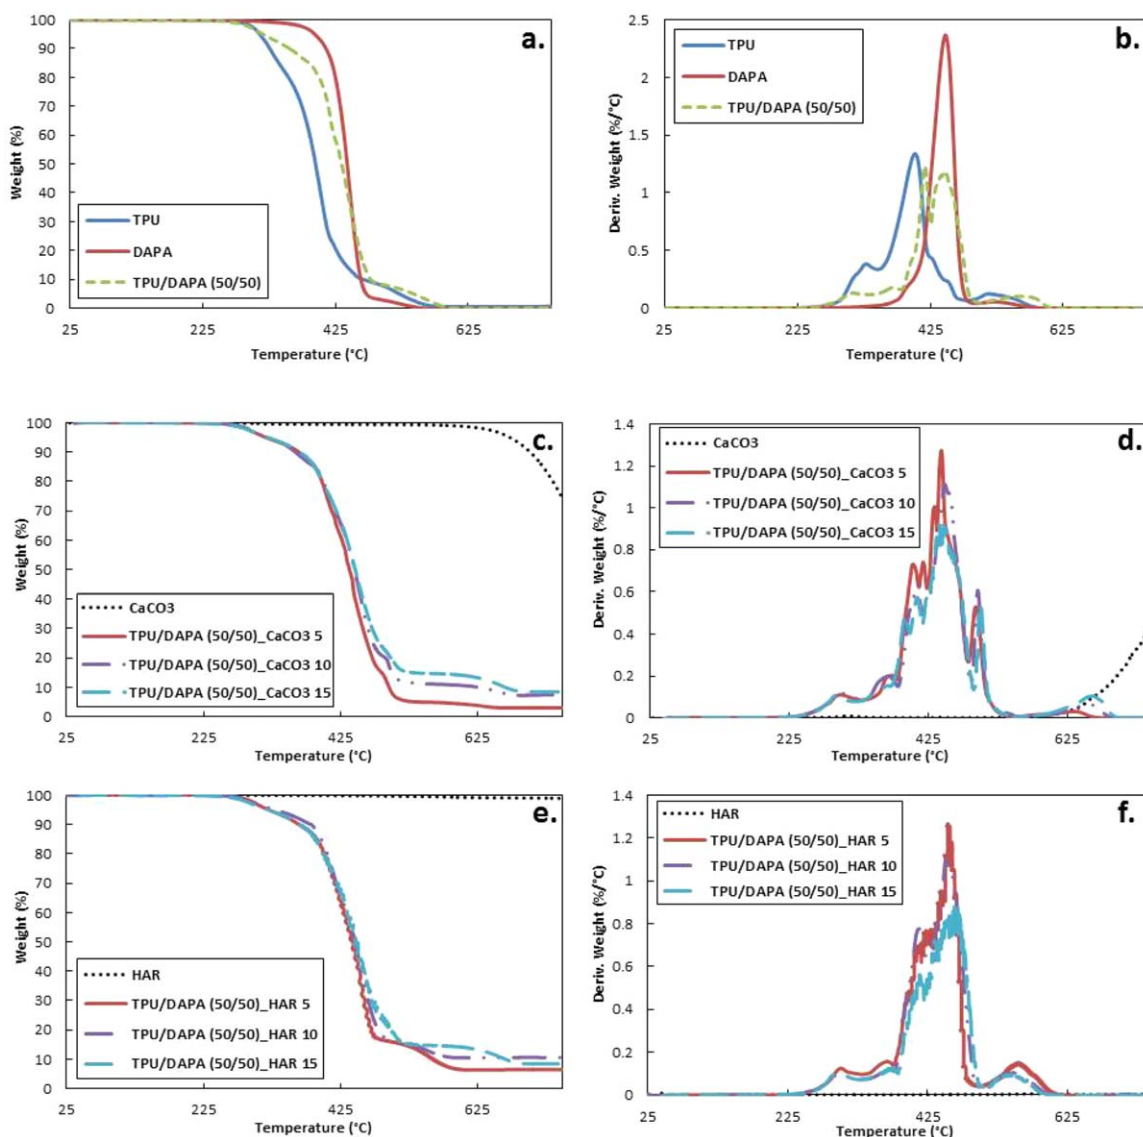 a.
Weight (%)
100
90
80
70
60
50
40
30
20
10
0
TPU
DAPA
TPU/DAPA (50/50)
25 225 425 625
Temperature (°C)
b.
Deriv. Weight (%/°C)
2.5
2
1.5
1
0.5
0
TPU
DAPA
TPU/DAPA (50/50)
25 225 425 625
Temperature (°C)
c.
Weight (%)
100
90
80
70
60
50
40
30
20
10
0
CaCO3
TPU/DAPA (50/50)_CaCO3 5
TPU/DAPA (50/50)_CaCO3 10
TPU/DAPA (50/50)_CaCO3 15
25 225 425 625
Temperature (°C)
d.
Deriv. Weight (%/°C)
1.4
1.2
1
0.8
0.6
0.4
0.2
0
CaCO3
TPU/DAPA (50/50)_CaCO3 5
TPU/DAPA (50/50)_CaCO3 10
TPU/DAPA (50/50)_CaCO3 15
25 225 425 625
Temperature (°C)
e.
Weight (%)
100
90
80
70
60
50
40
30
20
10
0
HAR
TPU/DAPA (50/50)_HAR 5
TPU/DAPA (50/50)_HAR 10
TPU/DAPA (50/50)_HAR 15
25 225 425 625
Temperature (°C)
f.
Deriv. Weight (%/°C)
1.4
1.2
1
0.8
0.6
0.4
0.2
0
HAR
TPU/DAPA (50/50)_HAR 5
TPU/DAPA (50/50)_HAR 10
TPU/DAPA (50/50)_HAR 15
25 225 425 625
Temperature (°C)